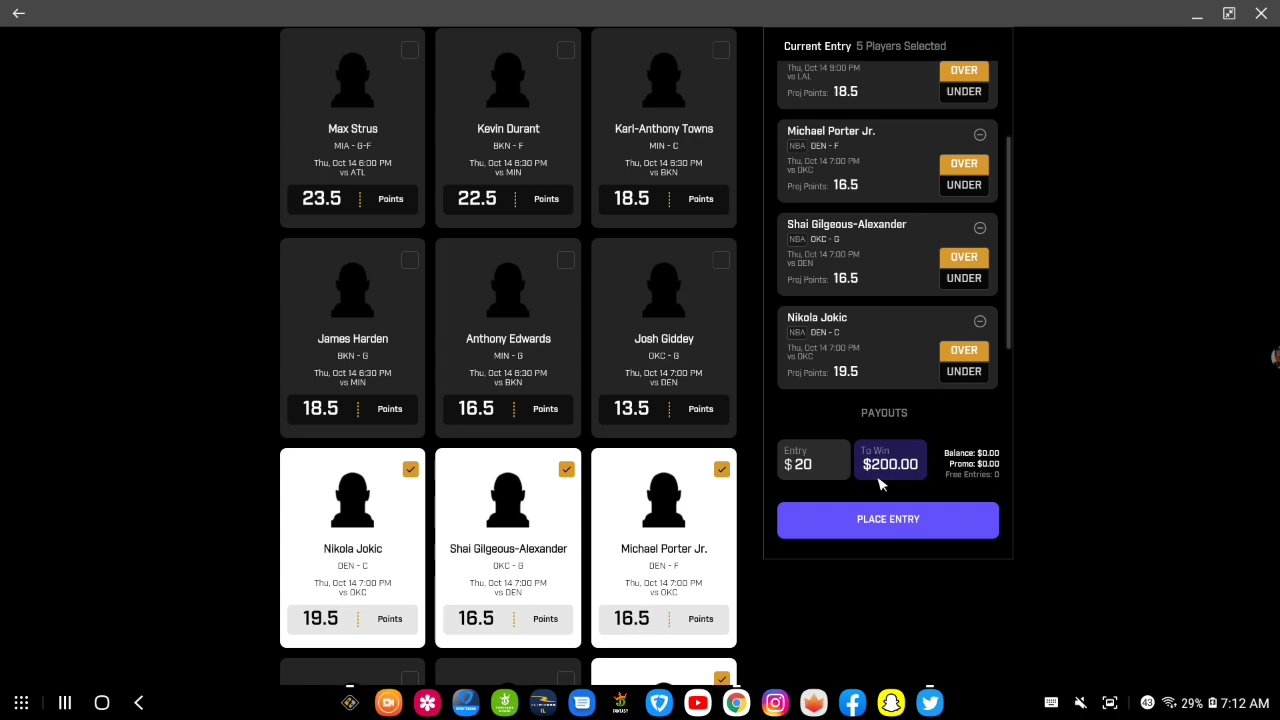 Max Strus
MIA - G-F
Thu, Oct 14 6:00 PM
vs ATL
23.5 Points
Kevin Durant
BKN - F
Thu, Oct 14 6:30 PM
vs MIN
22.5 Points
Karl-Anthony Towns
MIN - C
Thu, Oct 14 6:30 PM
vs BKN
18.5 Points
James Harden
BKN - G
Thu, Oct 14 6:30 PM
vs MIN
18.5 Points
Anthony Edwards
MIN - G
Thu, Oct 14 6:30 PM
vs BKN
16.5 Points
Josh Giddey
OKC - G
Thu, Oct 14 7:00 PM
vs DEN
13.5 Points
Nikola Jokic
DEN - C
Thu, Oct 14 7:00 PM
vs OKC
19.5 Points
Shai Gilgeous-Alexander
OKC - G
Thu, Oct 14 7:00 PM
vs DEN
16.5 Points
Michael Porter Jr.
DEN - F
Thu, Oct 14 7:00 PM
vs OKC
16.5 Points
Current Entry 5 Players Selected
Thu, Oct 14 9:00 PM
vs LAL
Proj Points: 18.5
OVER
UNDER
Michael Porter Jr.
NBA DEN - F
Thu, Oct 14 7:00 PM
vs OKC
Proj Points: 16.5
OVER
UNDER
Shai Gilgeous-Alexander
NBA OKC - G
Thu, Oct 14 7:00 PM
vs DEN
Proj Points: 16.5
OVER
UNDER
Nikola Jokic
NBA DEN - C
Thu, Oct 14 7:00 PM
vs OKC
Proj Points: 19.5
OVER
UNDER
PAYOUTS
Entry
$ 20
To Win
$200.00
Balance: $0.00
Promo: $0.00
Free Entries: 0
PLACE ENTRY
43 29% 7:12 AM